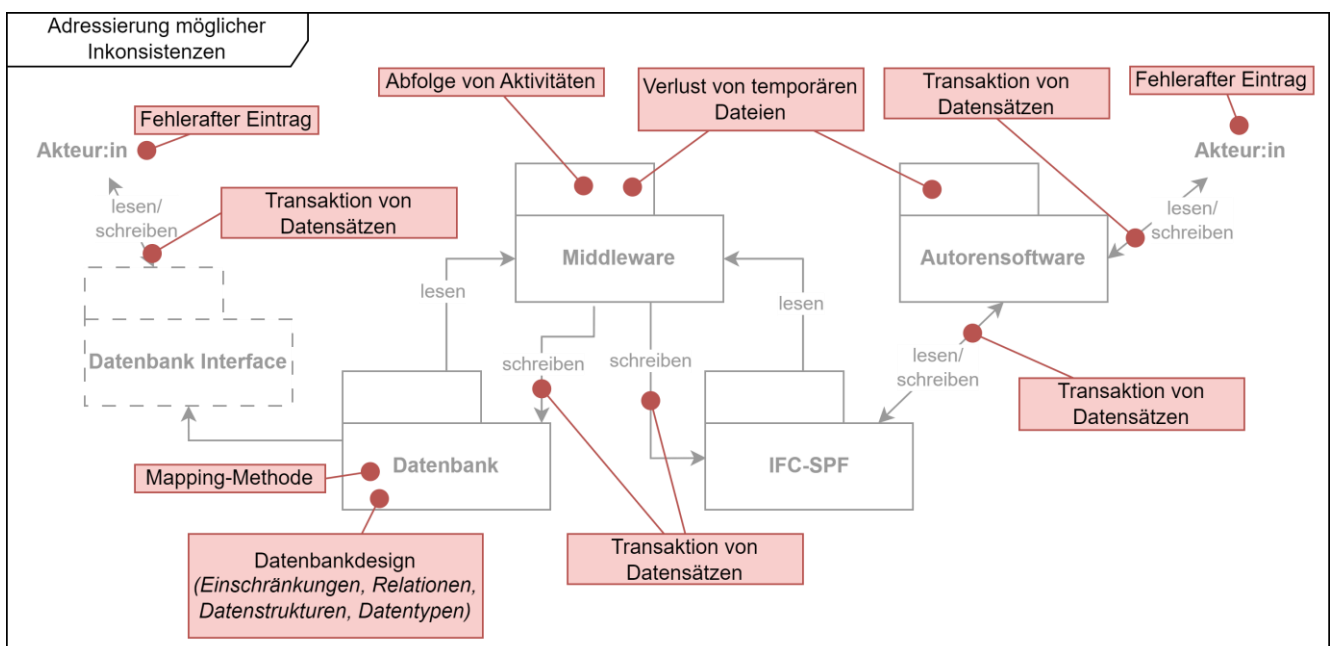 Adressierung möglicher
Inkonsistenzen
Abfolge von Aktivitäten
Verlust von temporären
Dateien
Transaktion von
Datensätzen
Fehlerafter Eintrag
Fehlerafter Eintrag
Akteur:in
Akteur:in
lesen/
schreiben
Transaktion von
Datensätzen
lesen/
schreiben
Middleware
Autorensoftware
lesen
lesen
Datenbank Interface
schreiben
schreiben
lesen/
schreiben
Transaktion von
Datensätzen
Mapping-Methode
Datenbank
IFC-SPF
Datenbankdesign
(Einschränkungen, Relationen,
Datenstrukturen, Datentypen)
Transaktion von
Datensätzen